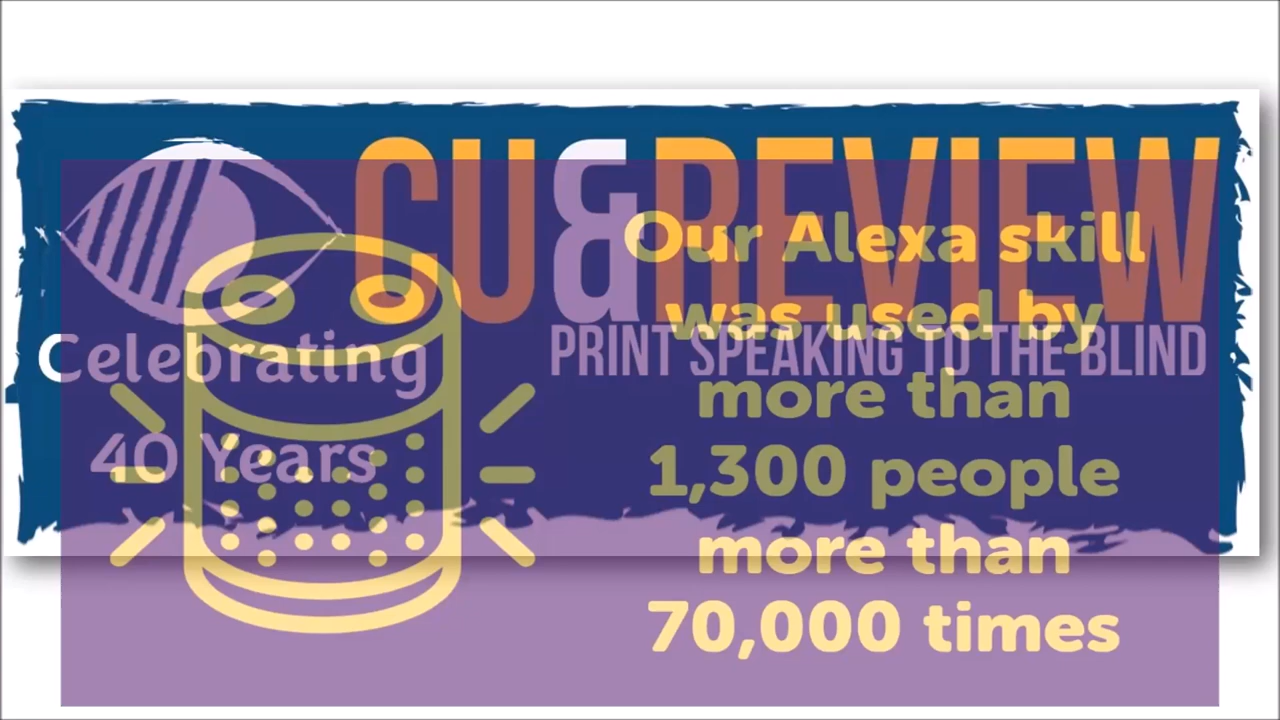 CU&REVIEW
PRINT SPEAKING TO THE BLIND
Celebrating
40 Years
Our Alexa skill
was used by
more than
1,300 people
more than
70,000 times